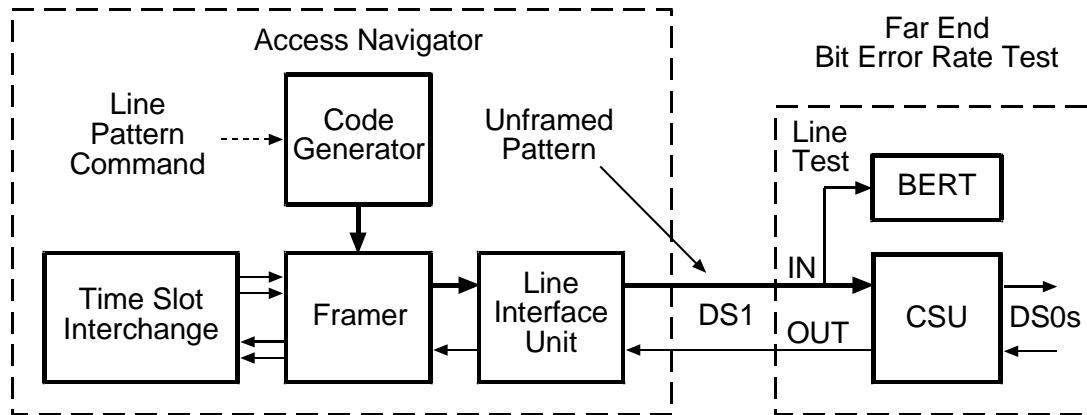 Access Navigator
Far End
Bit Error Rate Test
Line
Pattern
Command
Code
Generator
Unframed
Pattern
Line
Test
BERT
Time Slot
Interchange
Framer
Line
Interface
Unit
DS1
IN
OUT
CSU
DS0s